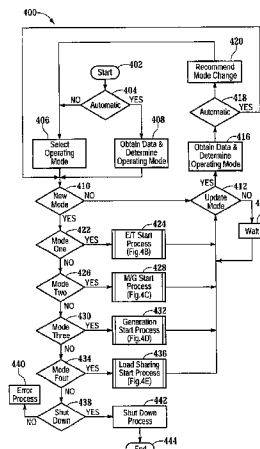 400
420
Recommend
Mode Change
402
Start
404
418
Automatic
Automatic
NO
YES
YES
406
408
416
Select
Operating
Mode
Obtain Data &
Determine
Operating Mode
Obtain Data &
Determine
Operating Mode
410
412
New
Mode
NO
Update
Mode
NO
YES
YES
Wait
422
424
Mode
One
YES
E/T Start
Process
(Fig.4B)
NO
426
428
Mode
Two
YES
M/G Start
Process
(Fig.4C)
NO
430
432
Mode
Three
YES
Generation
Start Process
(Fig.4D)
NO
434
436
Mode
Four
YES
Load Sharing
Start Process
(Fig.4E)
440
NO
438
442
Error
Process
NO
Shut
Down
YES
Shut Down
Process
End
444